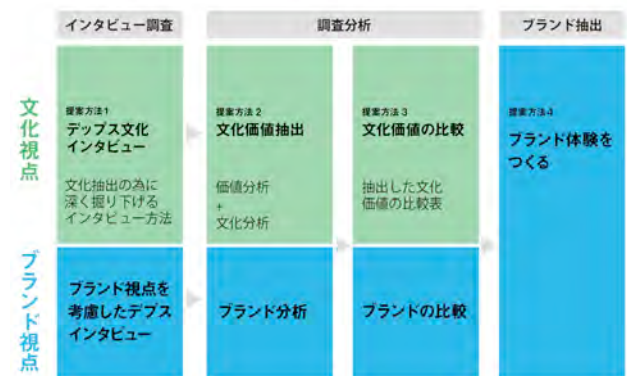 インタビュー調査
調査分析
ブランド抽出
文化視点
提案方法1
デップス文化
インタビュー
文化抽出の為に
深く掘り下げる
インタビュー方法
提案方法2
文化価値抽出
価値分析
+
文化分析
提案方法3
文化価値の比較
抽出した文化
価値の比較表
提案方法4
ブランド体験を
つくる
ブランド視点
ブランド視点を
考慮したデプス
インタビュー
ブランド分析
ブランドの比較